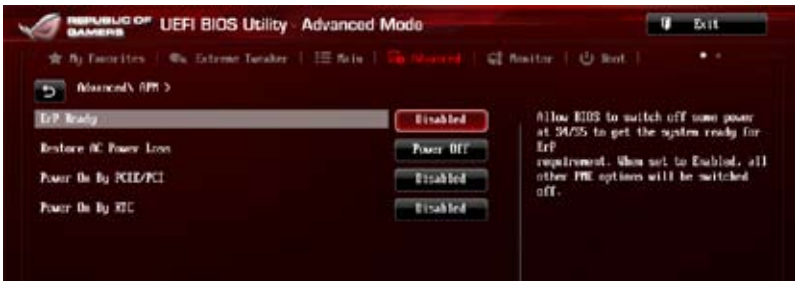 REPUBLIC OF GAMERS UEFI BIOS Utility - Advanced Mode Exit
My Favorites | Extreme Tweaker | Main | Advanced | Monitor | Boot |
Advanced\ APM >
ErP Ready Disabled
Restore AC Power Loss Power Off
Power On By PCIE/PCI Disabled
Power On By RTC Disabled
Allow BIOS to switch off some power
at S4/S5 to get the system ready for
ErP
requirement. When set to Enabled, all
other PME options will be switched
off.